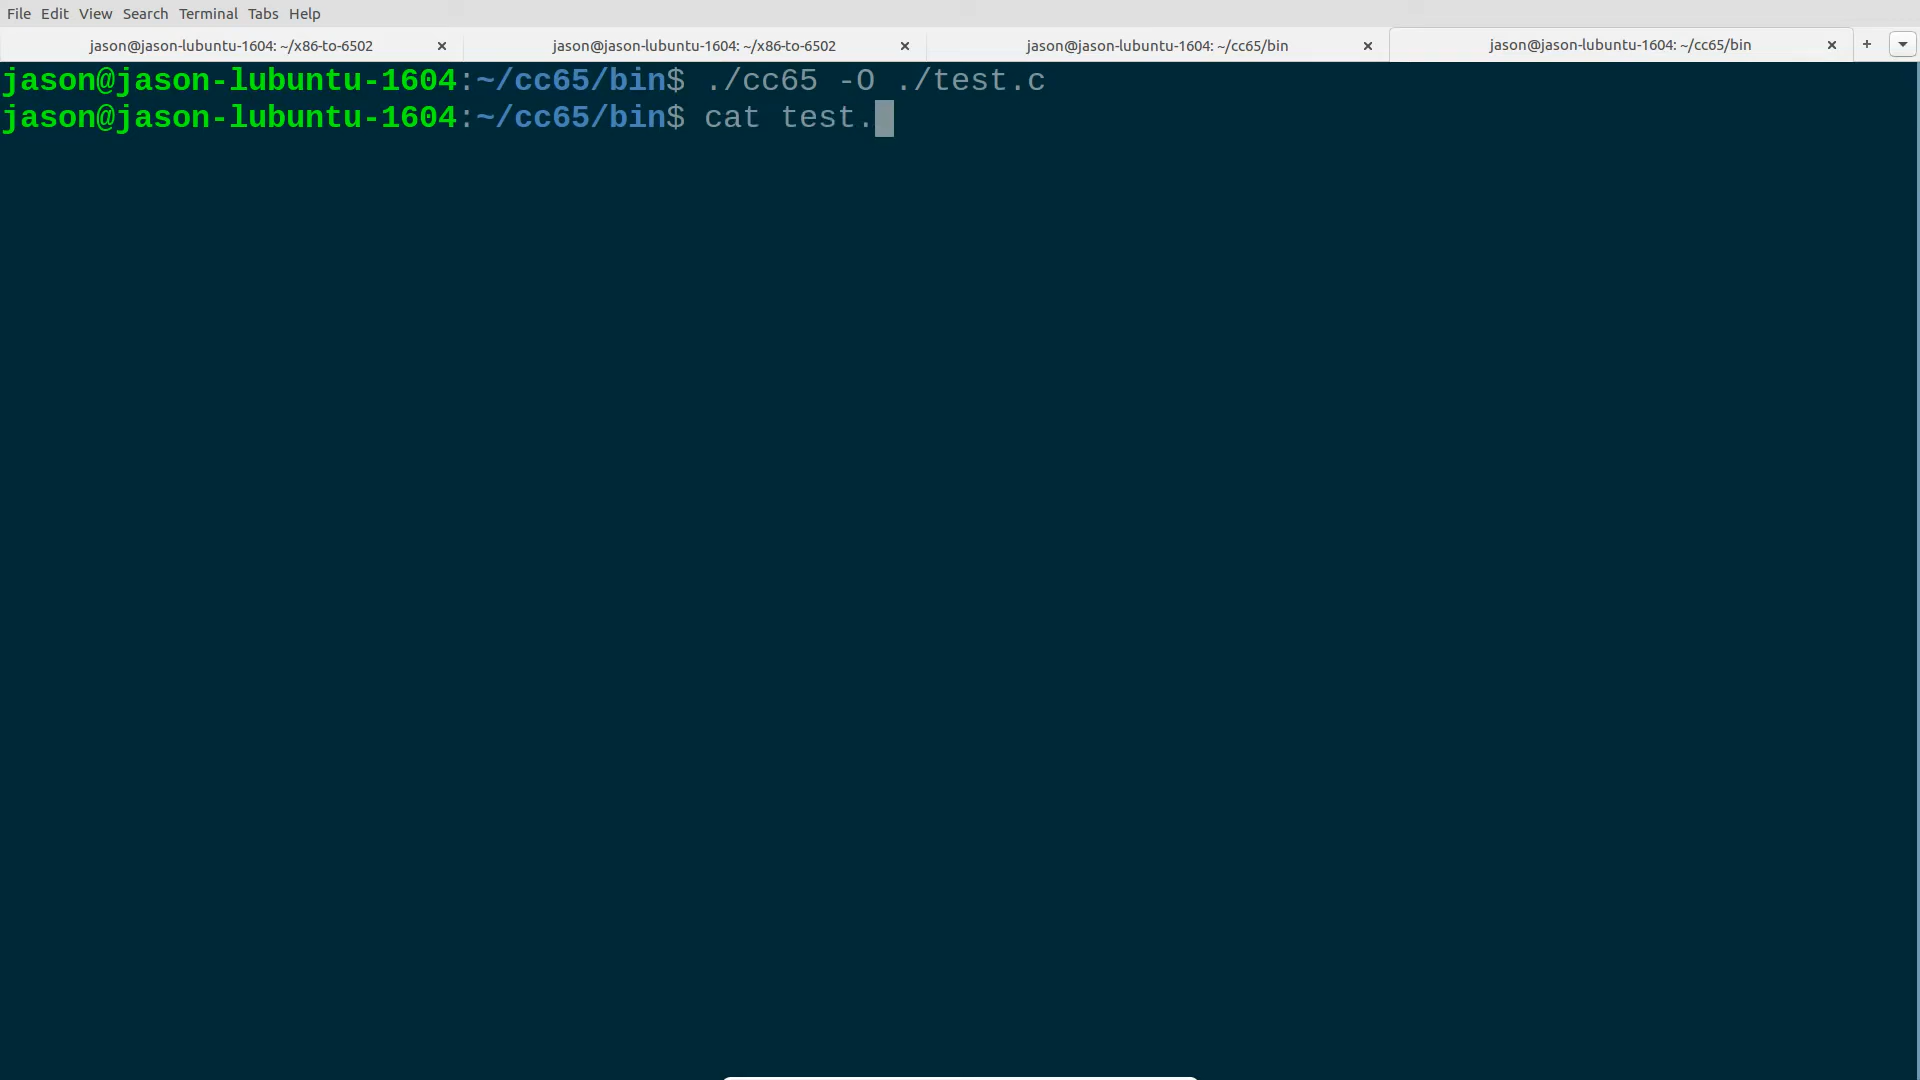 File Edit View Search Terminal Tabs Help
jason@jason-lubuntu-1604: ~/x86-to-6502 × jason@jason-lubuntu-1604: ~/x86-to-6502 × jason@jason-lubuntu-1604: ~/cc65/bin × jason@jason-lubuntu-1604: ~/cc65/bin × +
jason@jason-lubuntu-1604:~/cc65/bin$ ./cc65 -O ./test.c
jason@jason-lubuntu-1604:~/cc65/bin$ cat test.